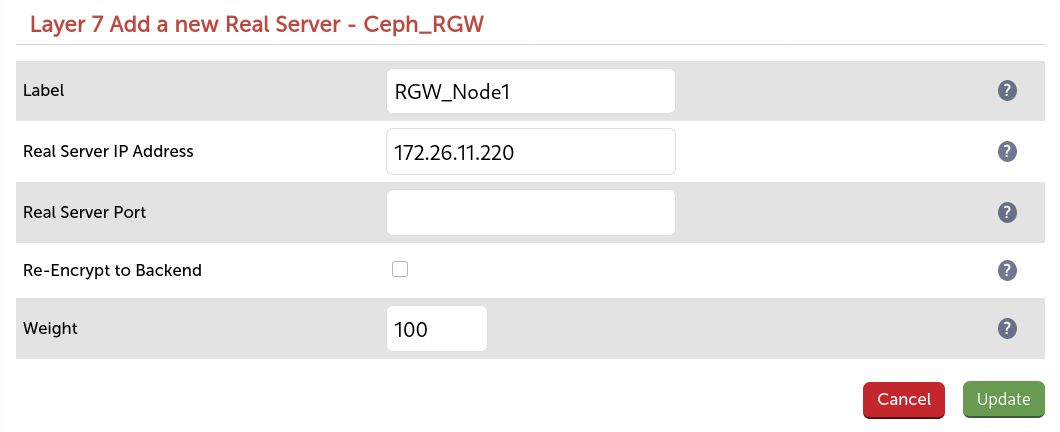 Layer 7 Add a new Real Server - Ceph_RGW
Label RGW_Node1 ?
Real Server IP Address 172.26.11.220 ?
Real Server Port ?
Re-Encrypt to Backend ?
Weight 100 ?
Cancel Update